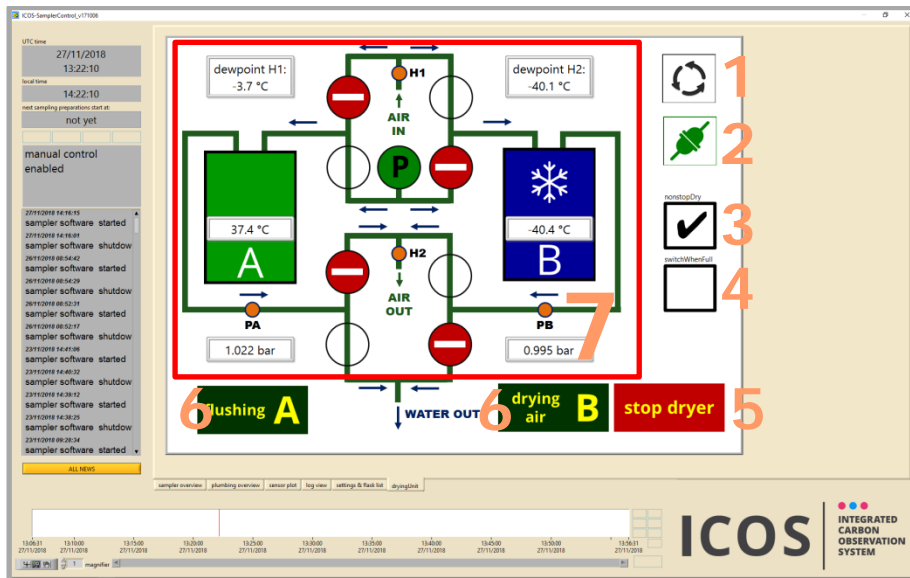 ICOS-SamplerControl_v171006
UTC time
27/11/2018
13:22:10
local time
14:22:10
next sampling preparations start at:
not yet
manual control
enabled
27/11/2018 14:16:15
sampler software started
27/11/2018 14:16:01
sampler software shutdow
26/11/2018 08:54:42
sampler software started
26/11/2018 08:54:29
sampler software shutdow
26/11/2018 08:52:31
sampler software started
26/11/2018 08:52:17
sampler software shutdow
23/11/2018 14:41:06
sampler software started
23/11/2018 14:40:32
sampler software shutdow
23/11/2018 14:39:12
sampler software started
23/11/2018 14:38:25
sampler software shutdow
23/11/2018 09:28:34
sampler software started
ALL NEWS
dewpoint H1:
-3.7 °C
H1
AIR
IN
dewpoint H2:
-40.1 °C
P
37.4 °C
A
-40.4 °C
B
H2
AIR
OUT
PA
PB
1.022 bar
0.995 bar
7
1
2
nonstopDry
3
switchWhenFull
4
6
flushing A
WATER OUT
6
drying
air
B
stop dryer
5
sampler overview
plumbing overview
sensor plot
log view
settings & flask list
dryingUnit
13:06:31 13:10:00 13:15:00 13:20:00 13:25:00 13:30:00 13:35:00 13:40:00 13:45:00 13:50:00 13:56:31
27/11/2018 27/11/2018 27/11/2018 27/11/2018 27/11/2018 27/11/2018 27/11/2018 27/11/2018 27/11/2018 27/11/2018 27/11/2018
1 magnifier
ICOS
INTEGRATED
CARBON
OBSERVATION
SYSTEM